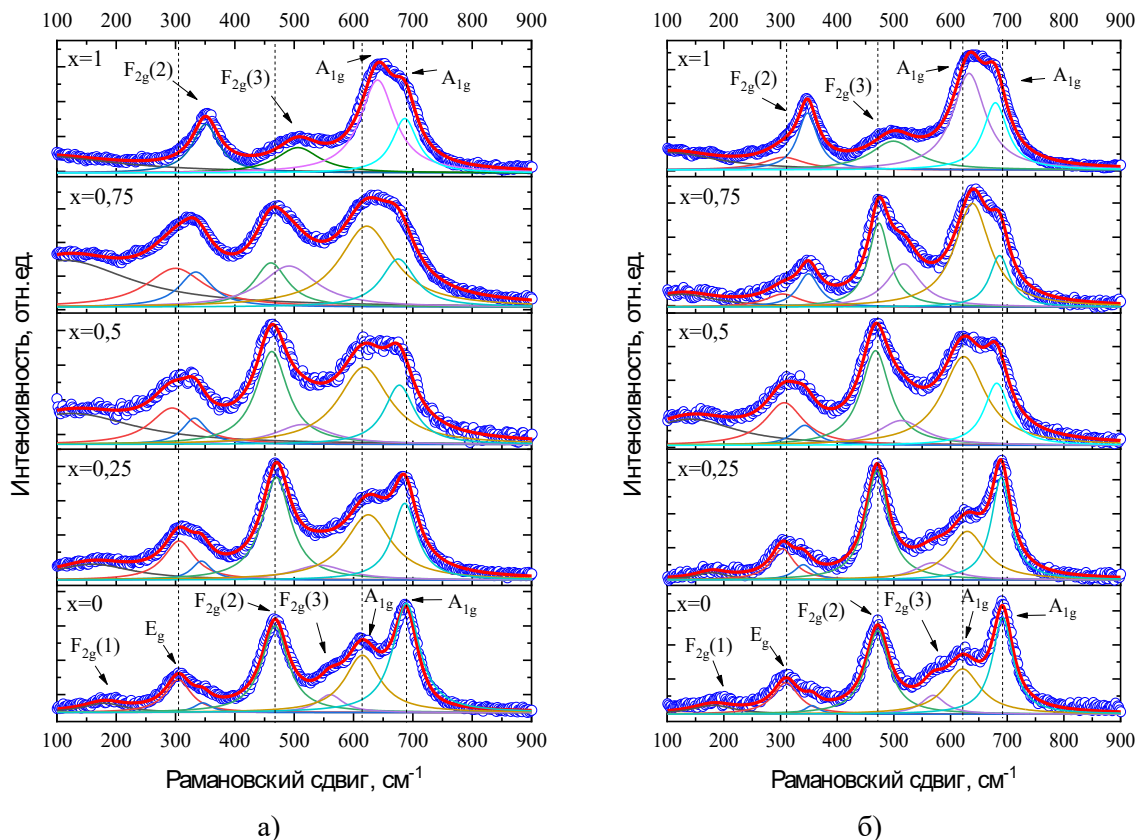 100 200 300 400 500 600 700 800 900
x=1
F2g(2)
F2g(3)
A1g
A1g
x=0,75
x=0,5
x=0,25
x=0
F2g(1)
Eg
F2g(2)
F2g(3)
A1g
A1g
100 200 300 400 500 600 700 800 900
Интенсивность, отн.ед.
Рамановский сдвиг, см-1
а)
100 200 300 400 500 600 700 800 900
x=1
F2g(2)
F2g(3)
A1g
A1g
x=0,75
x=0,5
x=0,25
x=0
F2g(1)
Eg
F2g(2)
F2g(3)
A1g
A1g
100 200 300 400 500 600 700 800 900
Интенсивность, отн.ед.
Рамановский сдвиг, см-1
б)